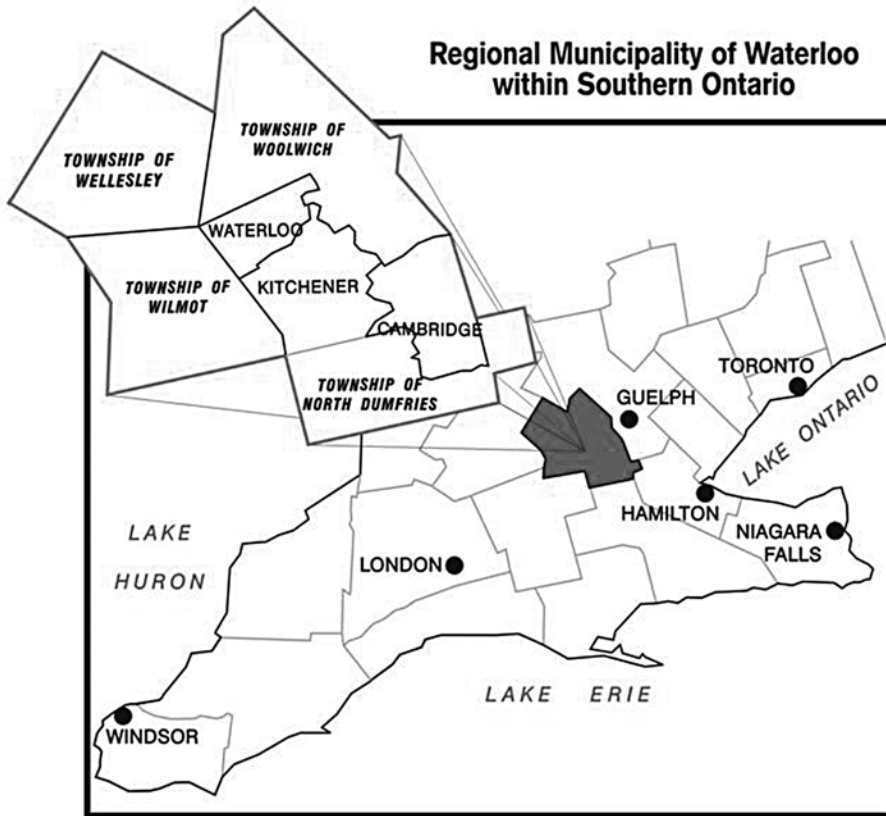 Regional Municipality of Waterloo
within Southern Ontario
TOWNSHIP OF
WOOLWICH
TOWNSHIP OF
WELLESLEY
WATERLOO
KITCHENER
TOWNSHIP OF
WILMOT
CAMBRIDGE
TOWNSHIP OF
NORTH DUMFRIES
TORONTO
GUELPH
LAKE ONTARIO
HAMILTON
NIAGARA
FALLS
LAKE
HURON
LONDON
LAKE ERIE
WINDSOR